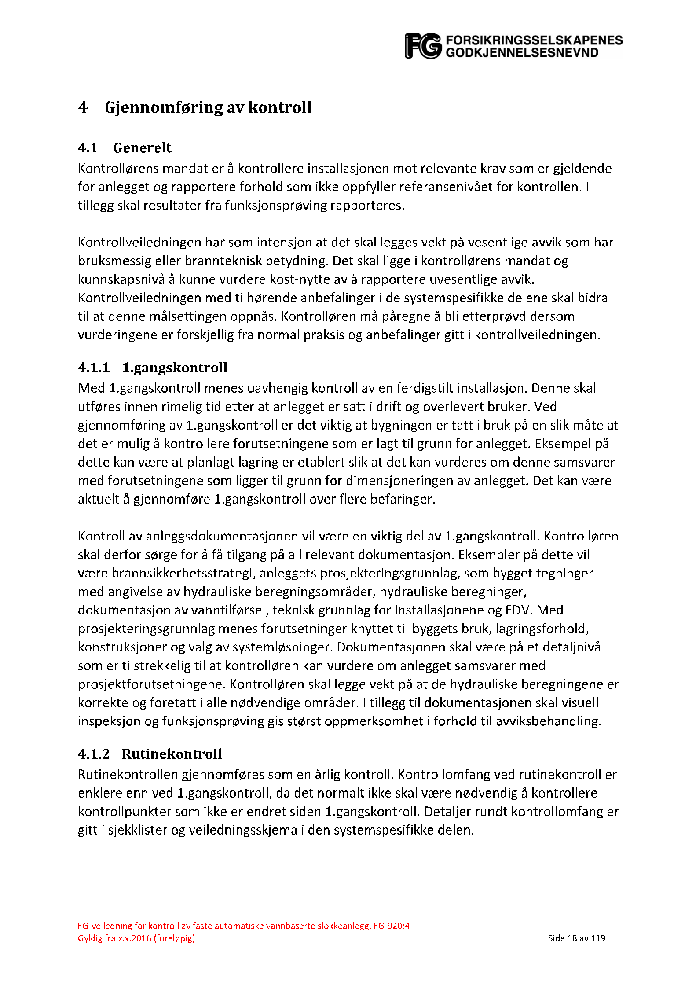 FG FORSIKRINGSSELSKAPENES
GODKJENNELSESNEVND
4 Gjennomføring av kontroll
4.1 Generelt
Kontrollørens mandat er å kontrollere installasjonen mot relevante krav som er gjeldende
for anlegget og rapportere forhold som ikke oppfyller referansenivået for kontrollen. I
tillegg skal resultater fra funksjonsprøving rapporteres.
Kontrollveiledningen har som intensjon at det skal legges vekt på vesentlige avvik som har
bruksmessig eller brannteknisk betydning. Det skal ligge i kontrollørens mandat og
kunnskapsnivå å kunne vurdere kost-nytte av å rapportere uvesentlige avvik.
Kontrollveiledningen med tilhørende anbefalinger i de systemspesifikke delene skal bidra
til at denne målsettingen oppnås. Kontrolløren må påregne å bli etterprøvd dersom
vurderingene er forskjellig fra normal praksis og anbefalinger gitt i kontrollveiledningen.
4.1.1 1.gangskontroll
Med 1.gangskontroll menes uavhengig kontroll av en ferdigstilt installasjon. Denne skal
utføres innen rimelig tid etter at anlegget er satt i drift og overlevert bruker. Ved
gjennomføring av 1.gangskontroll er det viktig at bygningen er tatt i bruk på en slik måte at
det er mulig å kontrollere forutsetningene som er lagt til grunn for anlegget. Eksempel på
dette kan være at planlagt lagring er etablert slik at det kan vurderes om denne samsvarer
med forutsetningene som ligger til grunn for dimensjoneringen av anlegget. Det kan være
aktuelt å gjennomføre 1.gangskontroll over flere befaringer.
Kontroll av anleggsdokumentasjonen vil være en viktig del av 1.gangskontroll. Kontrolløren
skal derfor sørge for å få tilgang på all relevant dokumentasjon. Eksempler på dette vil
være brannsikkerhetsstrategi, anleggets prosjekteringsgrunnlag, som bygget tegninger
med angivelse av hydrauliske beregningsområder, hydrauliske beregninger,
dokumentasjon av vanntilførsel, teknisk grunnlag for installasjonene og FDV. Med
prosjekteringsgrunnlag menes forutsetninger knyttet til byggets bruk, lagringsforhold,
konstruksjoner og valg av systemløsninger. Dokumentasjonen skal være på et detaljnivå
som er tilstrekkelig til at kontrolløren kan vurdere om anlegget samsvarer med
prosjektforutsetningene. Kontrolløren skal legge vekt på at de hydrauliske beregningene er
korrekte og foretatt i alle nødvendige områder. I tillegg til dokumentasjonen skal visuell
inspeksjon og funksjonsprøving gis størst oppmerksomhet i forhold til avviksbehandling.
4.1.2 Rutinekontroll
Rutinekontrollen gjennomføres som en årlig kontroll. Kontrollomfang ved rutinekontroll er
enklere enn ved 1.gangskontroll, da det normalt ikke skal være nødvendig å kontrollere
kontrollpunkter som ikke er endret siden 1.gangskontroll. Detaljer rundt kontrollomfang er
gitt i sjekklister og veiledningsskjema i den systemspesifikke delen.
FG-veiledning for kontroll av faste automatiske vannbaserte slokkeanlegg, FG-920:4
Gyldig fra x.x.2016 (foreløpig) Side 18 av 119